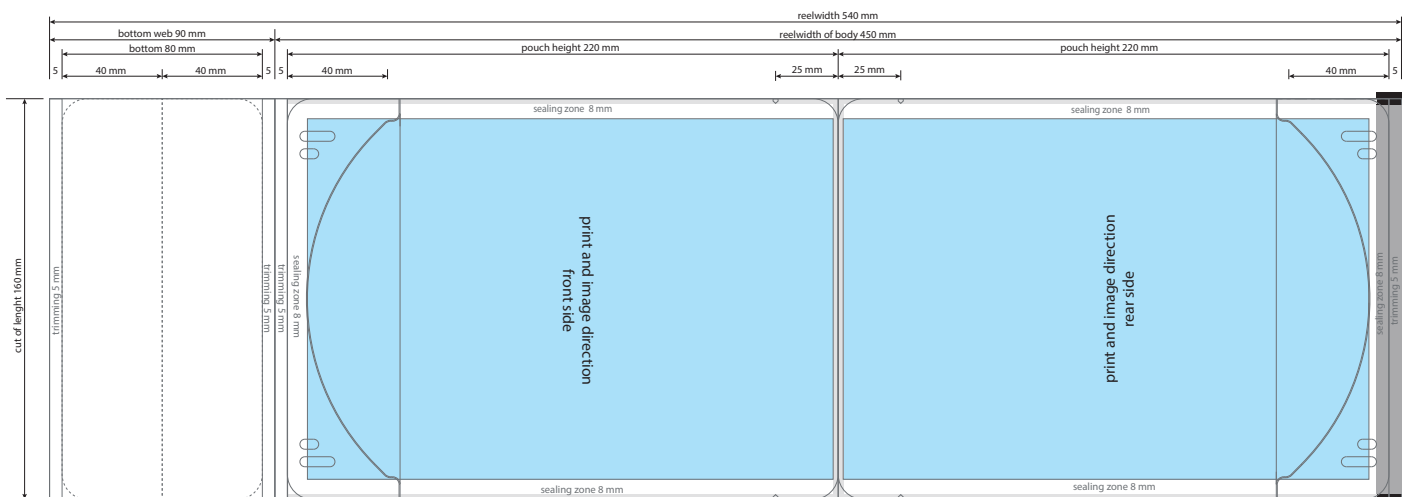 reelwidth 540 mm
bottom web 90 mm
reelwidth of body 450 mm
bottom 80 mm
pouch height 220 mm
pouch height 220 mm
5
40 mm
40 mm
5
5
40 mm
25 mm
25 mm
40 mm
5
sealing zone 8 mm
sealing zone 8 mm
cut of lenght 160 mm
trimming 5 mm
trimming 5 mm
trimming 5 mm
sealing zone 8 mm
print and image direction
front side
print and image direction
rear side
sealing zone 8 mm
trimming 5 mm
sealing zone 8 mm
sealing zone 8 mm